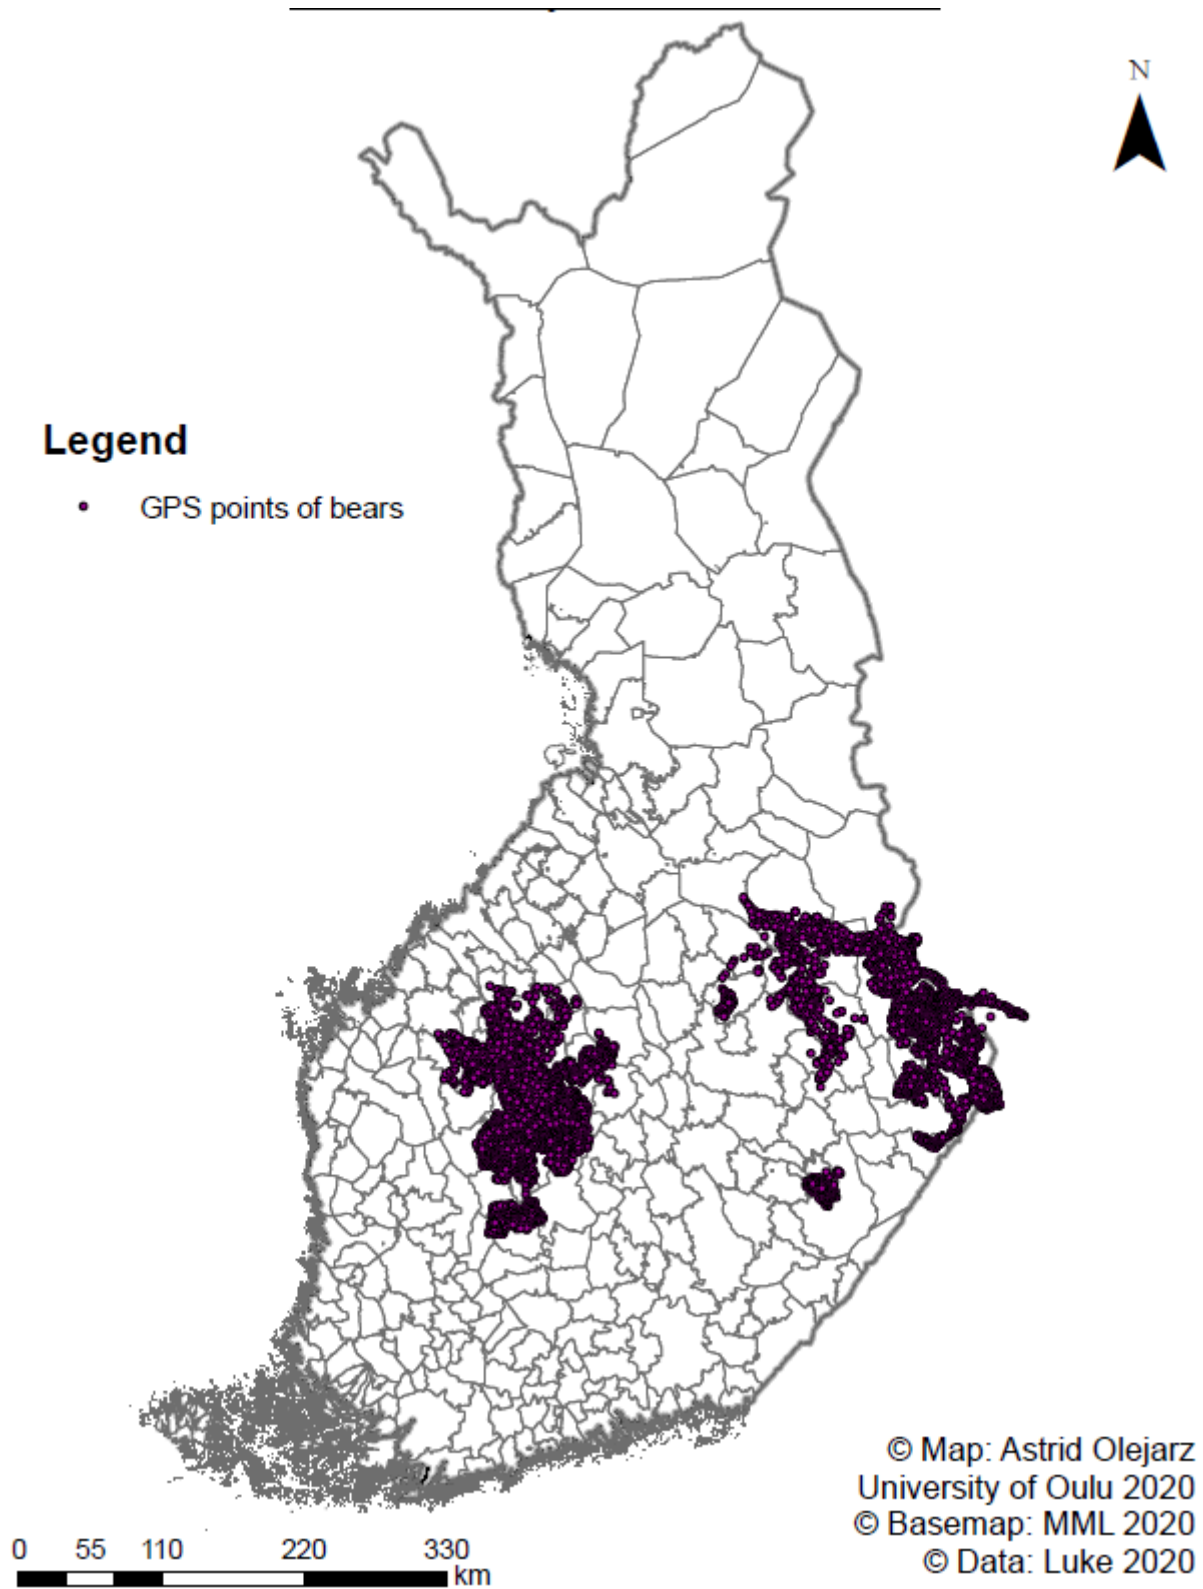 N
Legend
GPS points of bears
© Map: Astrid Olejarz
University of Oulu 2020
© Basemap: MML 2020
© Data: Luke 2020
0 55 110 220 330
km